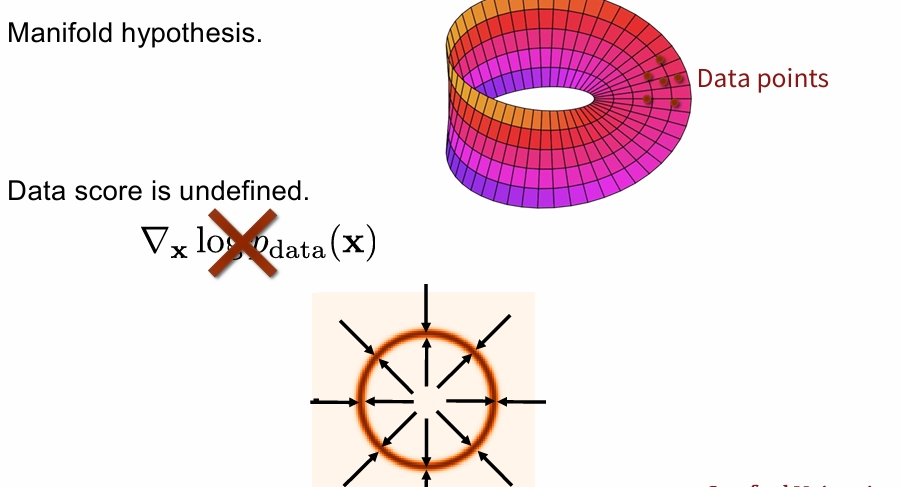 Manifold hypothesis.
Data points
Data score is undefined.
∇x log pdata(x)